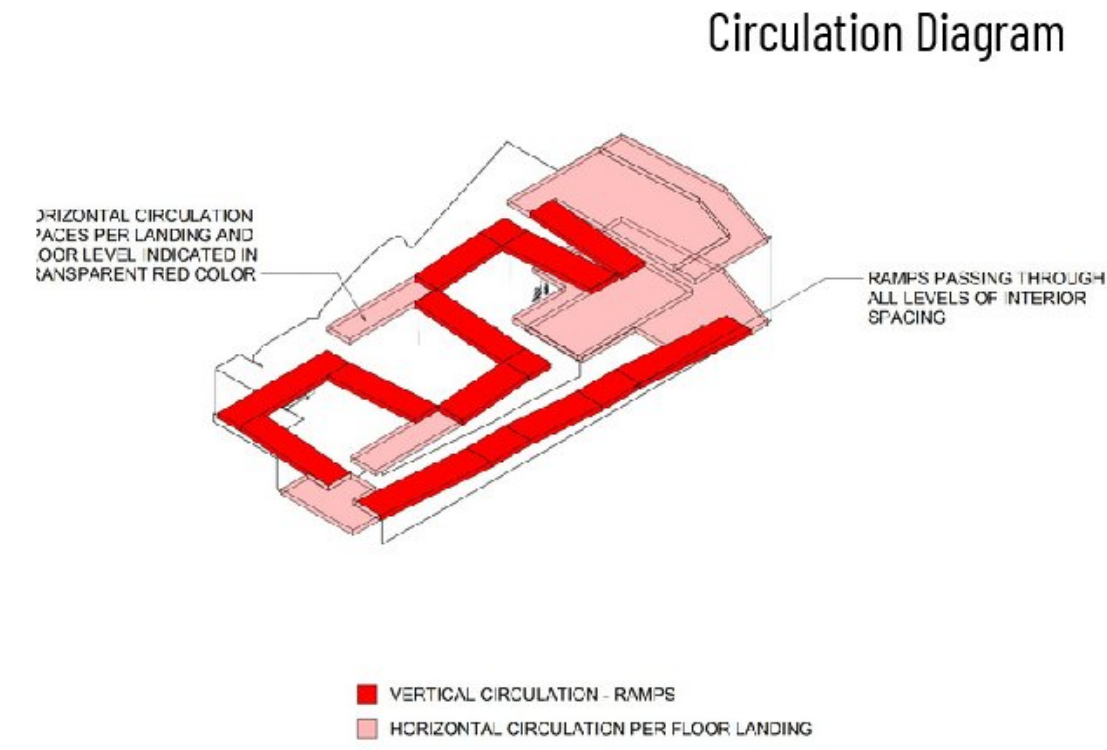 Circulation Diagram
ORIZONTAL CIRCULATION
PACES PER LANDING AND
LOOR LEVEL INDICATED IN
RANSPARENT RED COLOR
RAMPS PASSING THROUGH
ALL LEVELS OF INTERIOR
SPACING
VERTICAL CIRCULATION - RAMPS
HORIZONTAL CIRCULATION PER FLOOR LANDING